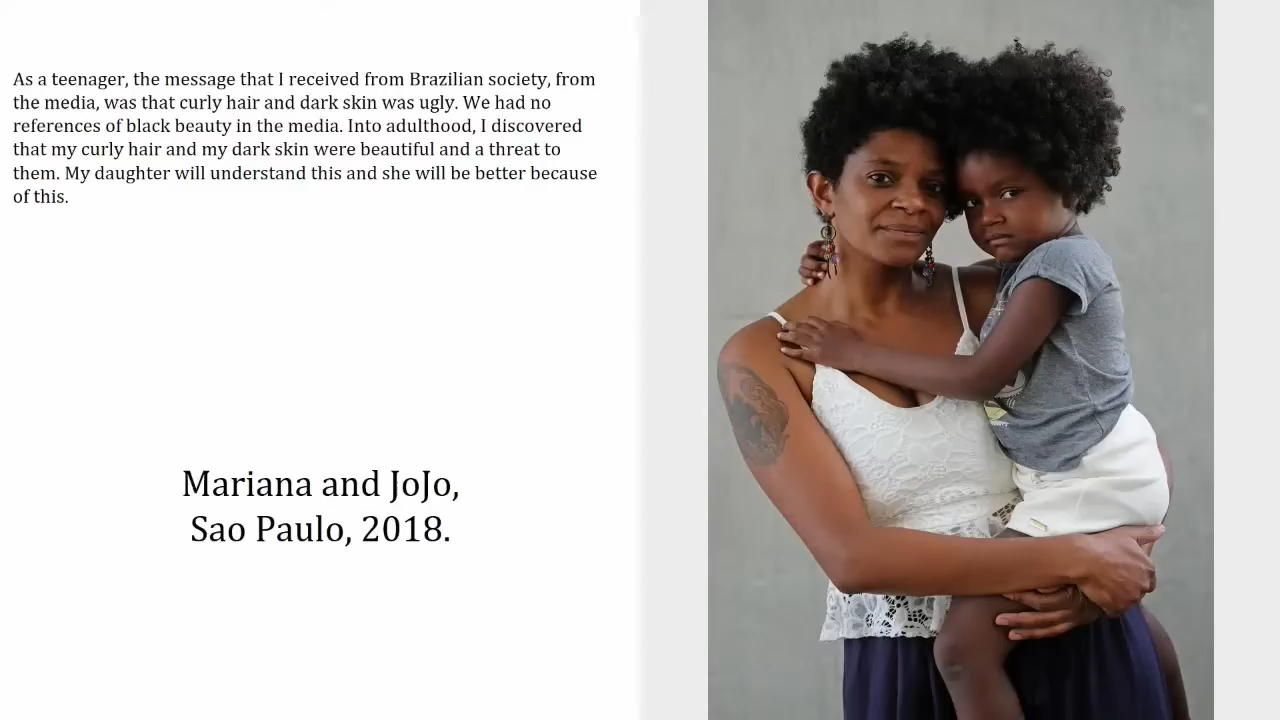 As a teenager, the message that I received from Brazilian society, from
the media, was that curly hair and dark skin was ugly. We had no
references of black beauty in the media. Into adulthood, I discovered
that my curly hair and my dark skin were beautiful and a threat to
them. My daughter will understand this and she will be better because
of this.
Mariana and JoJo,
Sao Paulo, 2018.